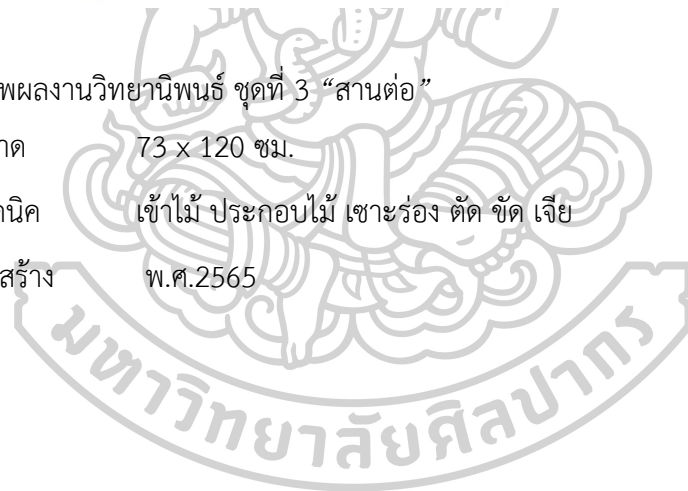 พผลงานวิทยานิพนธ์ ชุดที่ 3 “สานต่อ”
าด 73 x 120 ซม.
นิค เข้าไม้ ประกอบไม้ เซาะร่อง ตัด ขัด เจีย
สร้าง พ.ศ.2565
มหาวิทยาลัยศิลปากร